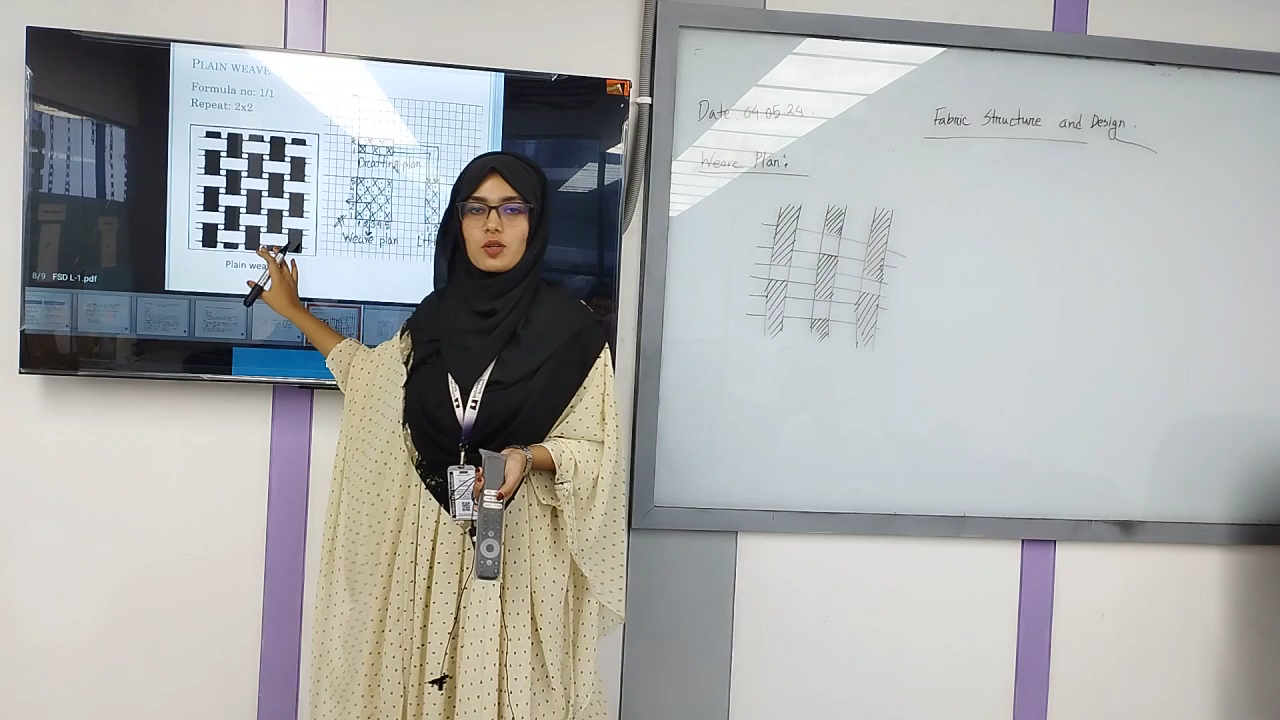 PLAIN WEAVE
Formula no: 1/1
Repeat: 2x2
Drafting plan
Weave plan
Plain
8/9 FSD L-1.pdf
Date 04.05.24
Fabric Structure and Design.
Weave Plan: